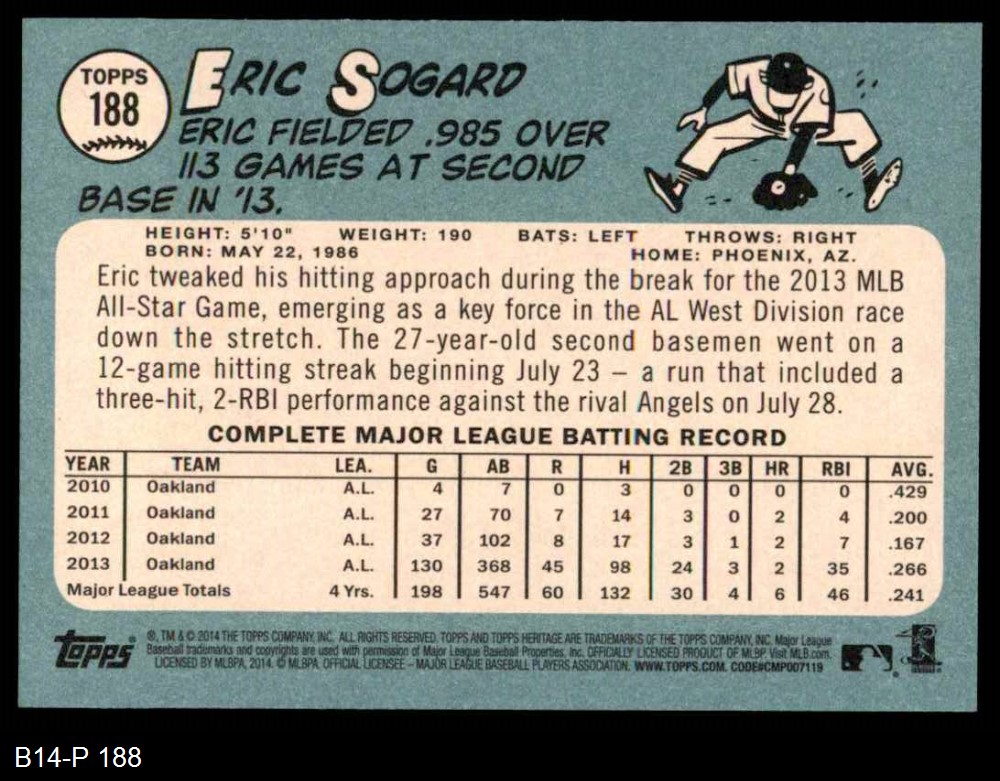 TOPPS
188
ERIC SOGARD
ERIC FIELDED .985 OVER
113 GAMES AT SECOND
BASE IN '13.
HEIGHT: 5'10" WEIGHT: 190 BATS: LEFT THROWS: RIGHT
BORN: MAY 22, 1986 HOME: PHOENIX, AZ.
Eric tweaked his hitting approach during the break for the 2013 MLB
All-Star Game, emerging as a key force in the AL West Division race
down the stretch. The 27-year-old second basemen went on a
12-game hitting streak beginning July 23 – a run that included a
three-hit, 2-RBI performance against the rival Angels on July 28.
COMPLETE MAJOR LEAGUE BATTING RECORD
YEAR TEAM LEA. G AB R H 2B 3B HR RBI AVG.
2010 Oakland A.L. 4 7 0 3 0 0 0 0 .429
2011 Oakland A.L. 27 70 7 14 3 0 2 4 .200
2012 Oakland A.L. 37 102 8 17 3 1 2 7 .167
2013 Oakland A.L. 130 368 45 98 24 3 2 35 .266
Major League Totals 4 Yrs. 198 547 60 132 30 4 6 46 .241
Topps
®, TM & © 2014 THE TOPPS COMPANY, INC. ALL RIGHTS RESERVED. TOPPS AND TOPPS HERITAGE ARE TRADEMARKS OF THE TOPPS COMPANY, INC. Major League
Baseball trademarks and copyrights are used with permission of Major League Baseball Properties, Inc. OFFICIALLY LICENSED PRODUCT OF MLBP. Visit MLB.com.
LICENSED BY MLBPA, 2014. © MLBPA. OFFICIAL LICENSEE – MAJOR LEAGUE BASEBALL PLAYERS ASSOCIATION. WWW.TOPPS.COM. CODE#CMP007119
B14-P 188